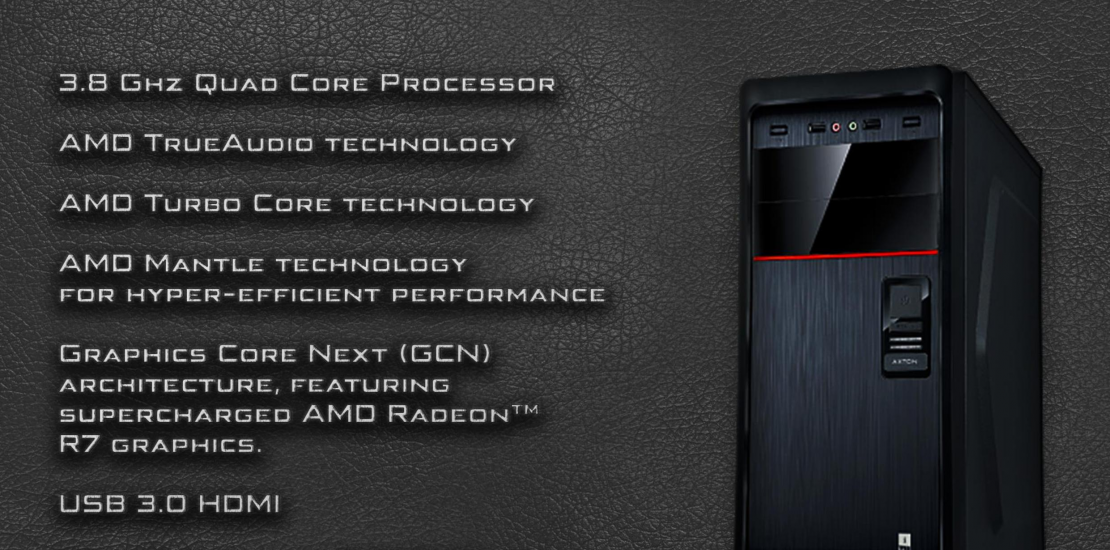 3.8 Ghz Quad Core Processor
AMD TrueAudio technology
AMD Turbo Core technology
AMD Mantle technology
for hyper-efficient performance
Graphics Core Next (GCN)
architecture, featuring
supercharged AMD Radeon™
R7 graphics.
USB 3.0 HDMI
AXTON